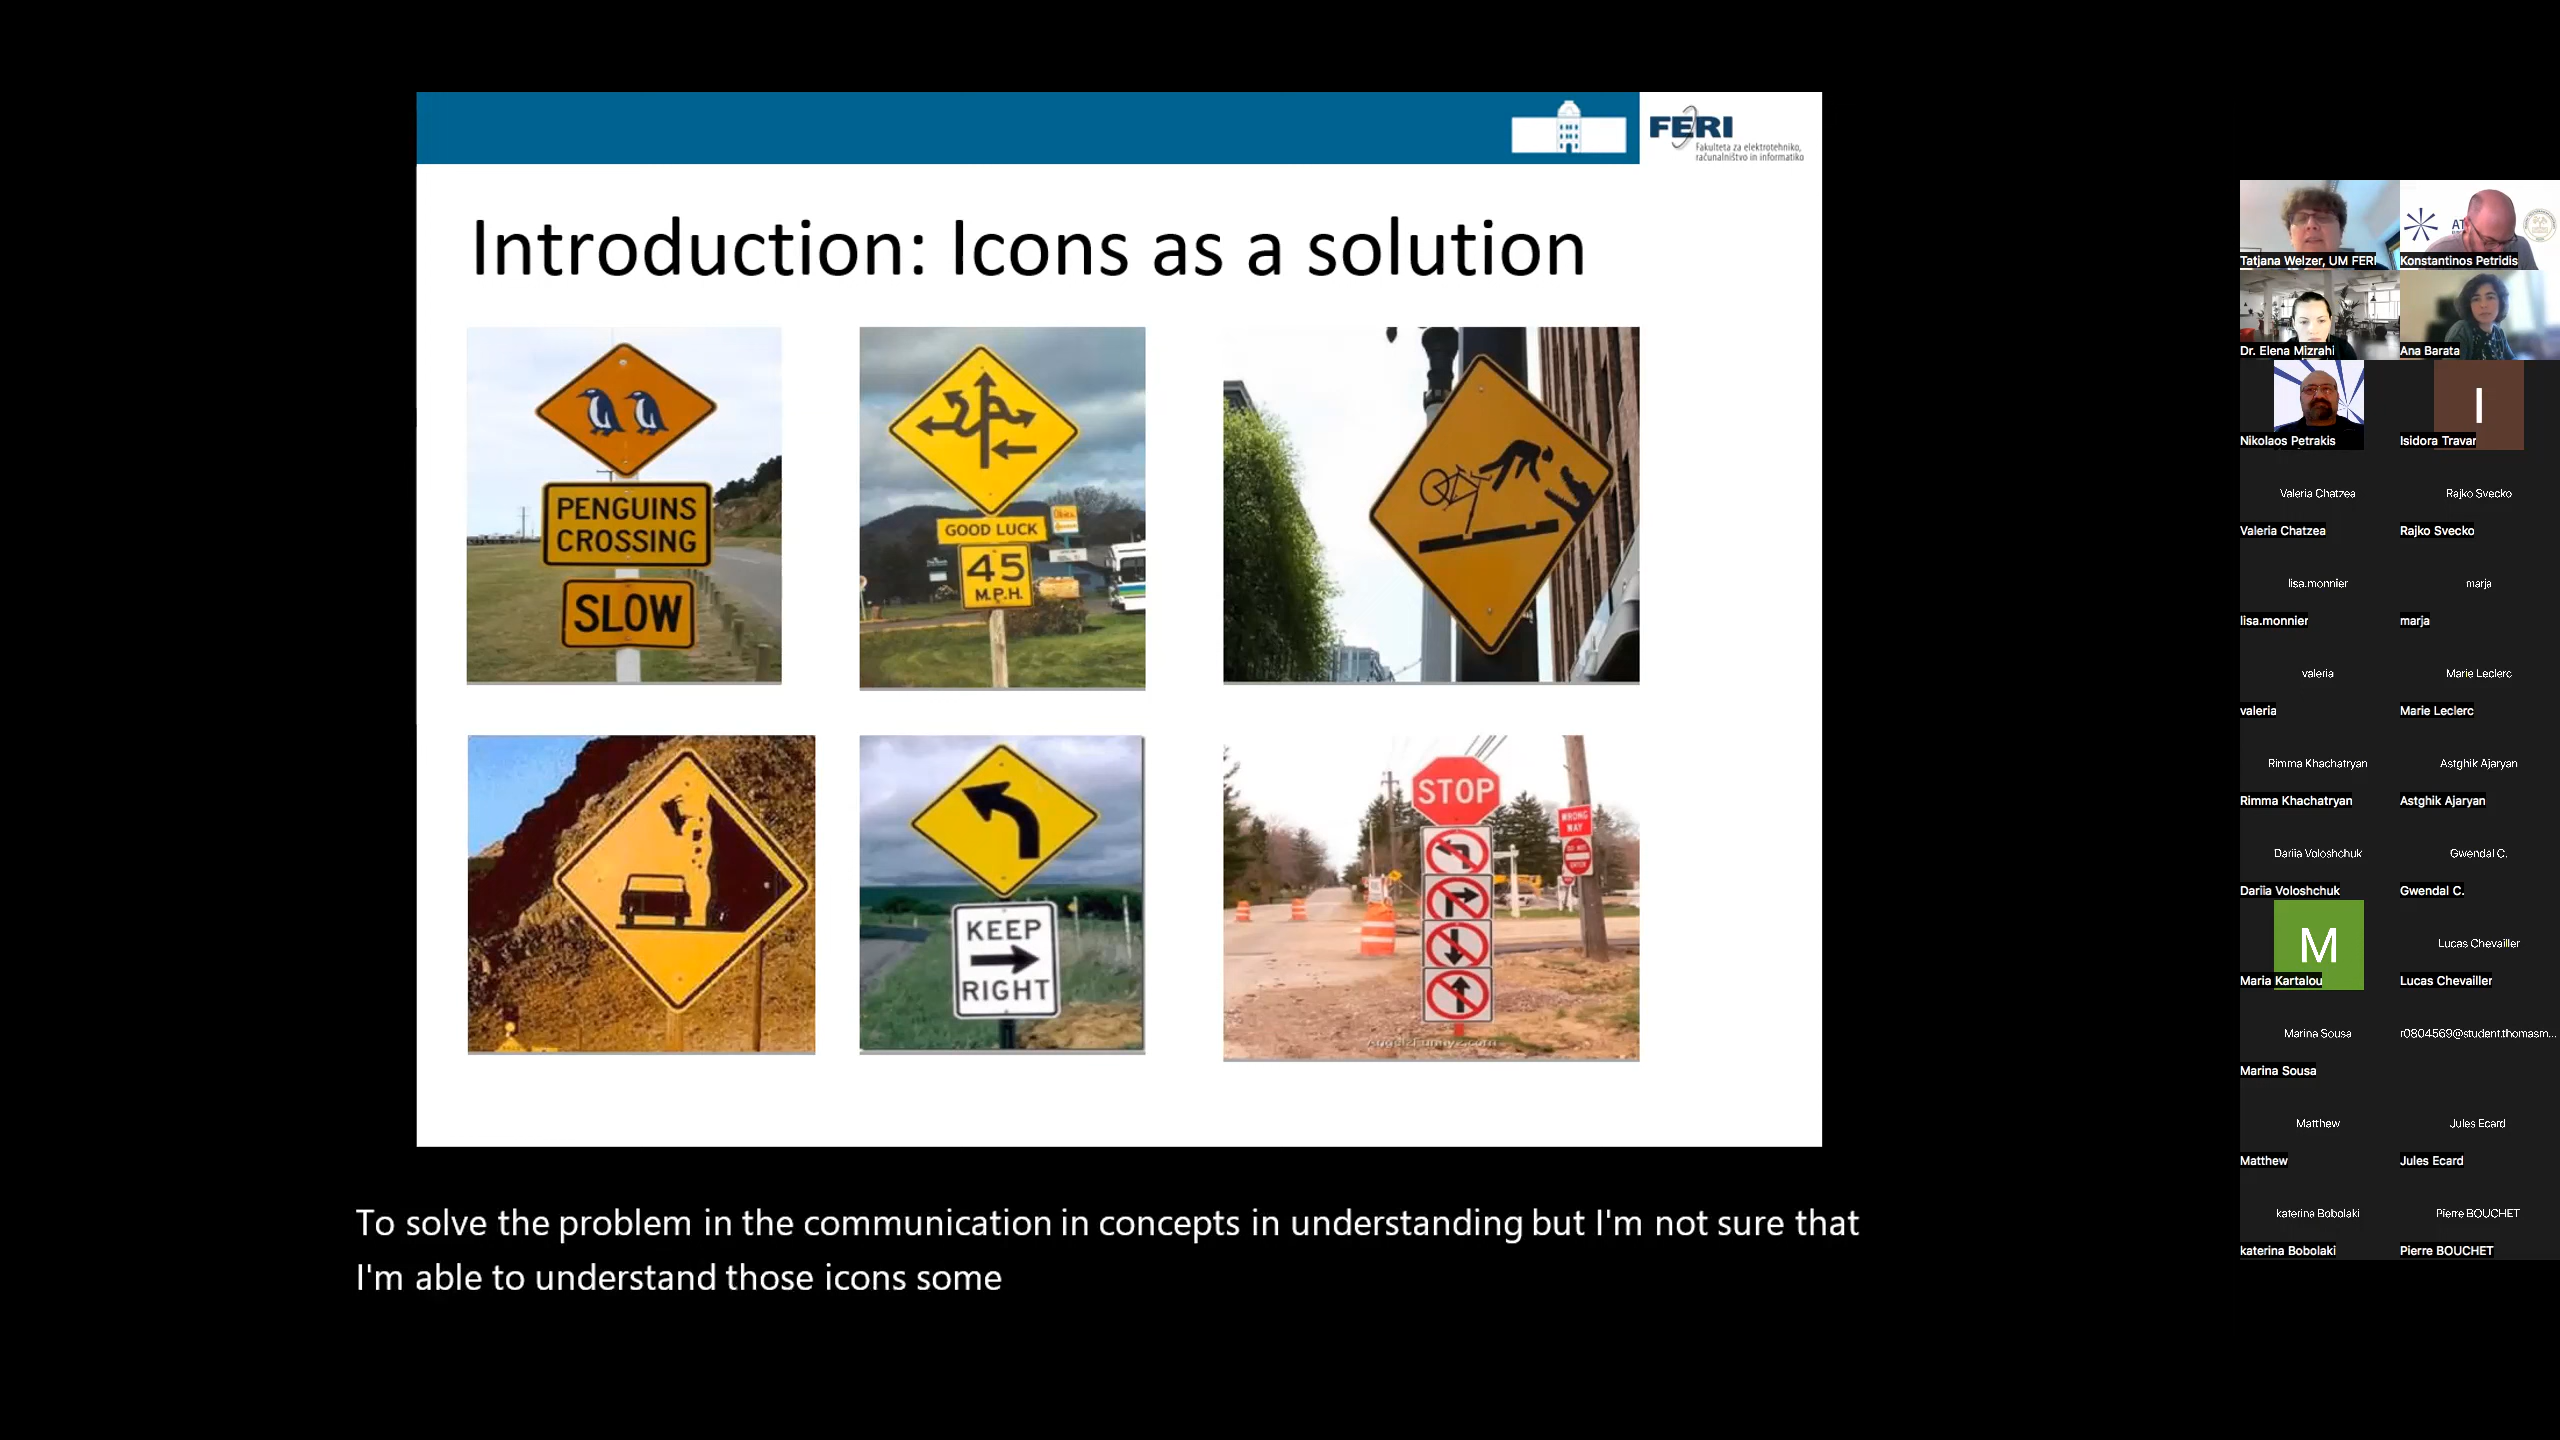 FERI
Fakulteta za elektrotehniko,
računalništvo in informatiko
Introduction: Icons as a solution
PENGUINS
CROSSING
SLOW
GOOD LUCK
45
M.P.H.
KEEP
RIGHT
STOP
WRONG
WAY
DO NOT
ENTER
To solve the problem in the communication in concepts in understanding but I'm not sure that
I'm able to understand those icons some
Tatjana Welzer, UM FERI
Konstantinos Petridis
Dr. Elena Mizrahi
Ana Barata
Nikolaos Petrakis
I
Isidora Travar
Valeria Chatzea
Valeria Chatzea
Rajko Svecko
Rajko Svecko
lisa.monnier
lisa.monnier
marja
marja
valeria
valeria
Marie Leclerc
Marie Leclerc
Rimma Khachatryan
Rimma Khachatryan
Astghik Ajaryan
Astghik Ajaryan
Dariia Voloshchuk
Dariia Voloshchuk
Gwendal C.
Gwendal C.
M
Maria Kartalou
Lucas Chevailler
Lucas Chevailler
Marina Sousa
Marina Sousa
r0804569@student.thomasm...
Matthew
Matthew
Jules Ecard
Jules Ecard
katerina Bobolaki
katerina Bobolaki
Pierre BOUCHET
Pierre BOUCHET